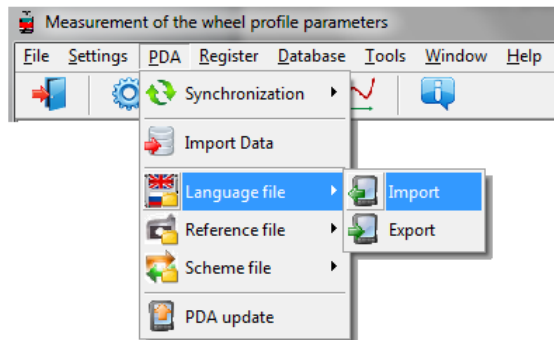 Measurement of the wheel profile parameters
File Settings PDA Register Database Tools Window Help
Synchronization
Import Data
Language file
Import
Reference file
Export
Scheme file
PDA update